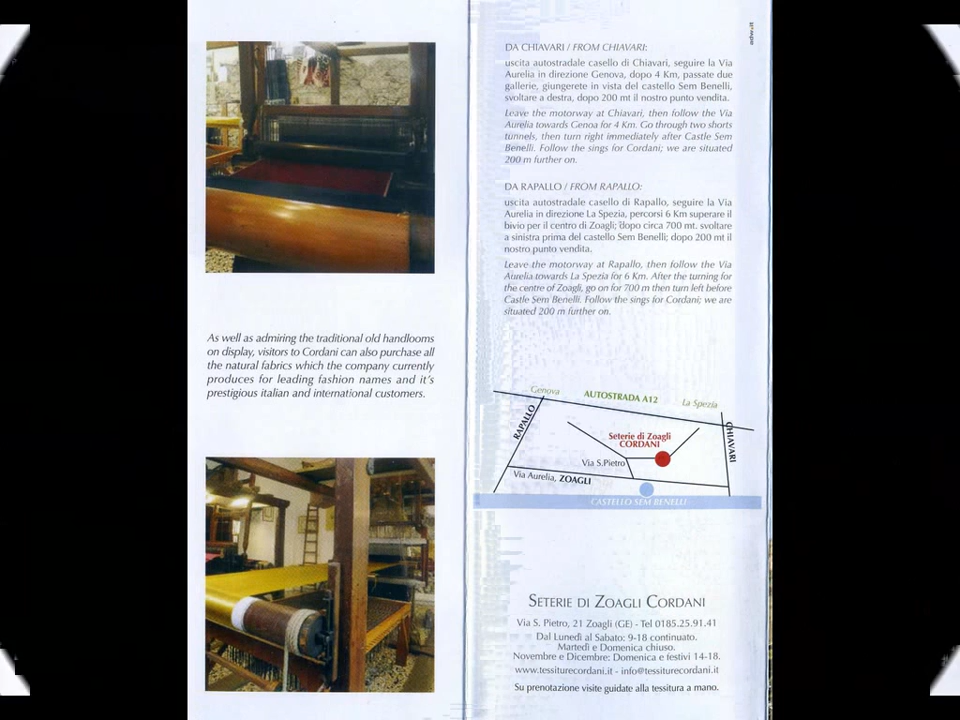 As well as admiring the traditional old handlooms
on display, visitors to Cordani can also purchase all
the natural fabrics which the company currently
produces for leading fashion names and it's
prestigious italian and international customers.
DA CHIAVARI / FROM CHIAVARI:
uscita autostradale casello di Chiavari, seguire la Via
Aurelia in direzione Genova, dopo 4 Km, passate due
gallerie, giungerete in vista del castello Sem Benelli,
svoltare a destra, dopo 200 mt il nostro punto vendita.
Leave the motorway at Chiavari, then follow the Via
Aurelia towards Genoa for 4 Km. Go through two shorts
tunnels, then turn right immediately after Castle Sem
Benelli. Follow the sings for Cordani; we are situated
200 m further on.
DA RAPALLO / FROM RAPALLO:
uscita autostradale casello di Rapallo, seguire la Via
Aurelia in direzione La Spezia, percorsi 6 Km superare il
bivio per il centro di Zoagli; dopo circa 700 mt. svoltare
a sinistra prima del castello Sem Benelli; dopo 200 mt il
nostro punto vendita.
Leave the motorway at Rapallo, then follow the Via
Aurelia towards La Spezia for 6 Km. After the turning for
the centre of Zoagli, go on for 700 m then turn left before
Castle Sem Benelli. Follow the sings for Cordani; we are
situated 200 m further on.
Genova
AUTOSTRADA A12
La Spezia
RAPALLO
CHIAVARI
Seterie di Zoagli
CORDANI
Via S.Pietro
Via Aurelia, ZOAGLI
CASTELLO SEM BENELLI
SETERIE DI ZOAGLI CORDANI
Via S. Pietro, 21 Zoagli (GE) - Tel 0185.25.91.41
Dal Lunedì al Sabato: 9-18 continuato.
Martedì e Domenica chiuso.
Novembre e Dicembre: Domenica e festivi 14-18.
www.tessiturecordani.it - info@tessiturecordani.it
Su prenotazione visite guidate alla tessitura a mano.